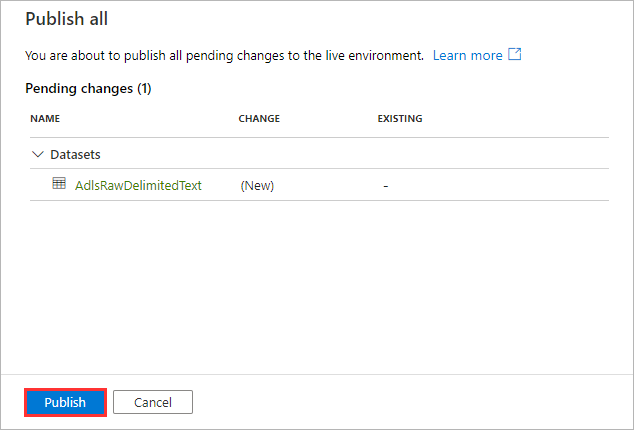 Publish all
You are about to publish all pending changes to the live environment. Learn more
Pending changes (1)
NAME CHANGE EXISTING
Datasets
AdlsRawDelimitedText (New) -
Publish Cancel